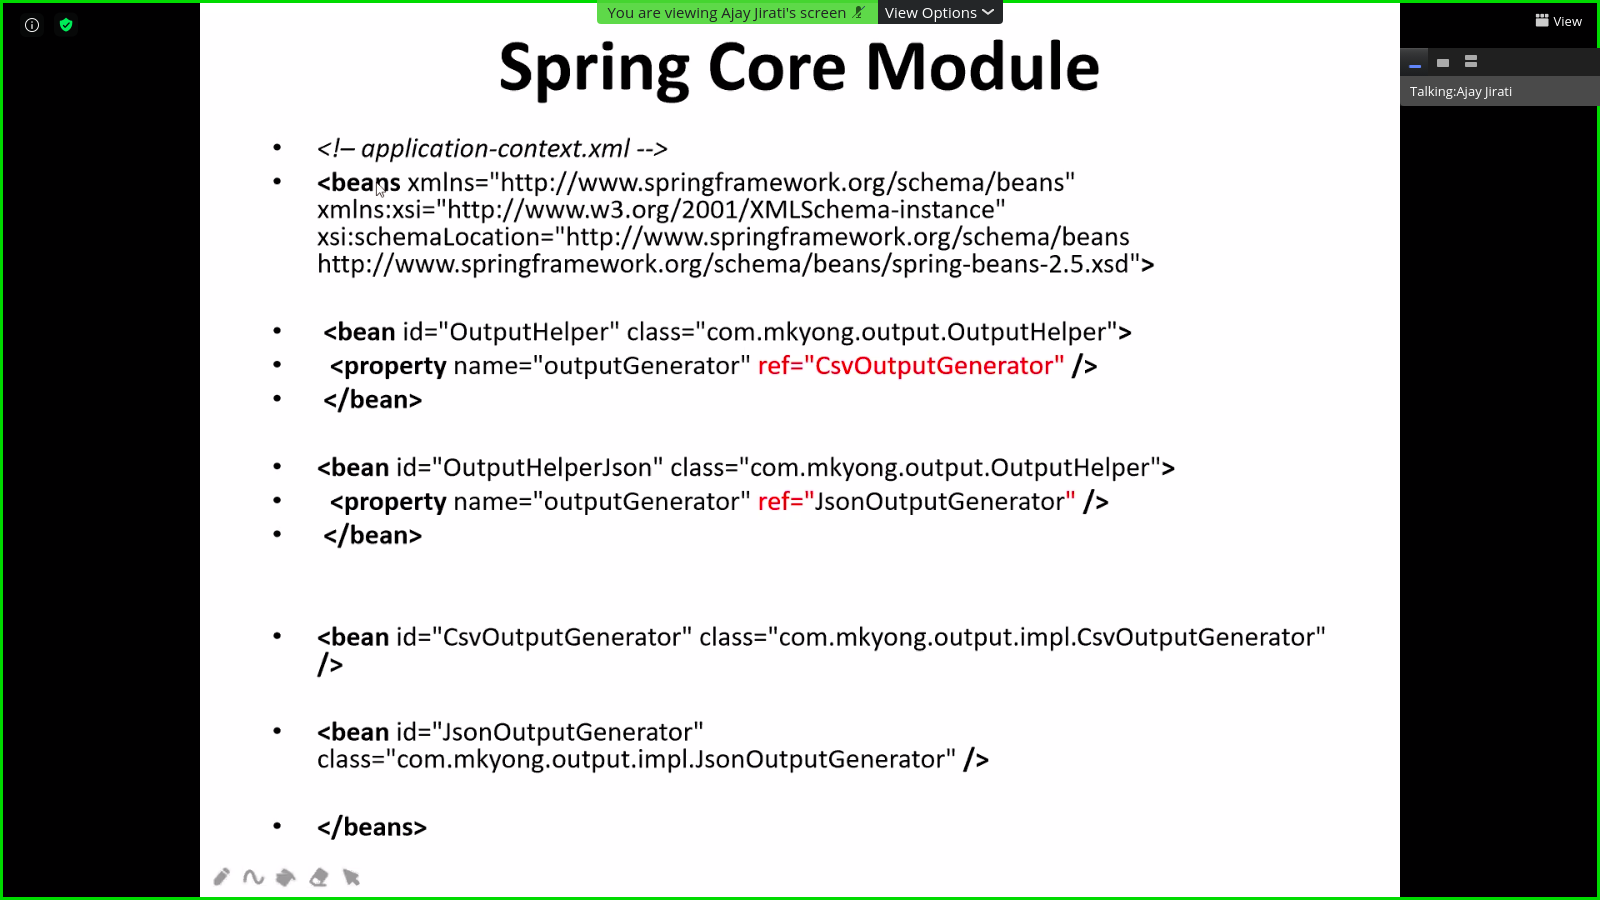 You are viewing Ajay Jirati's screen
View Options
View
Talking:Ajay Jirati
Spring Core Module
• <!– application-context.xml -->
• <beans xmlns="http://www.springframework.org/schema/beans"
xmlns:xsi="http://www.w3.org/2001/XMLSchema-instance"
xsi:schemaLocation="http://www.springframework.org/schema/beans
http://www.springframework.org/schema/beans/spring-beans-2.5.xsd">
• <bean id="OutputHelper" class="com.mkyong.output.OutputHelper">
• <property name="outputGenerator" ref="CsvOutputGenerator" />
• </bean>
• <bean id="OutputHelperJson" class="com.mkyong.output.OutputHelper">
• <property name="outputGenerator" ref="JsonOutputGenerator" />
• </bean>
• <bean id="CsvOutputGenerator" class="com.mkyong.output.impl.CsvOutputGenerator"
/>
• <bean id="JsonOutputGenerator"
class="com.mkyong.output.impl.JsonOutputGenerator" />
• </beans>